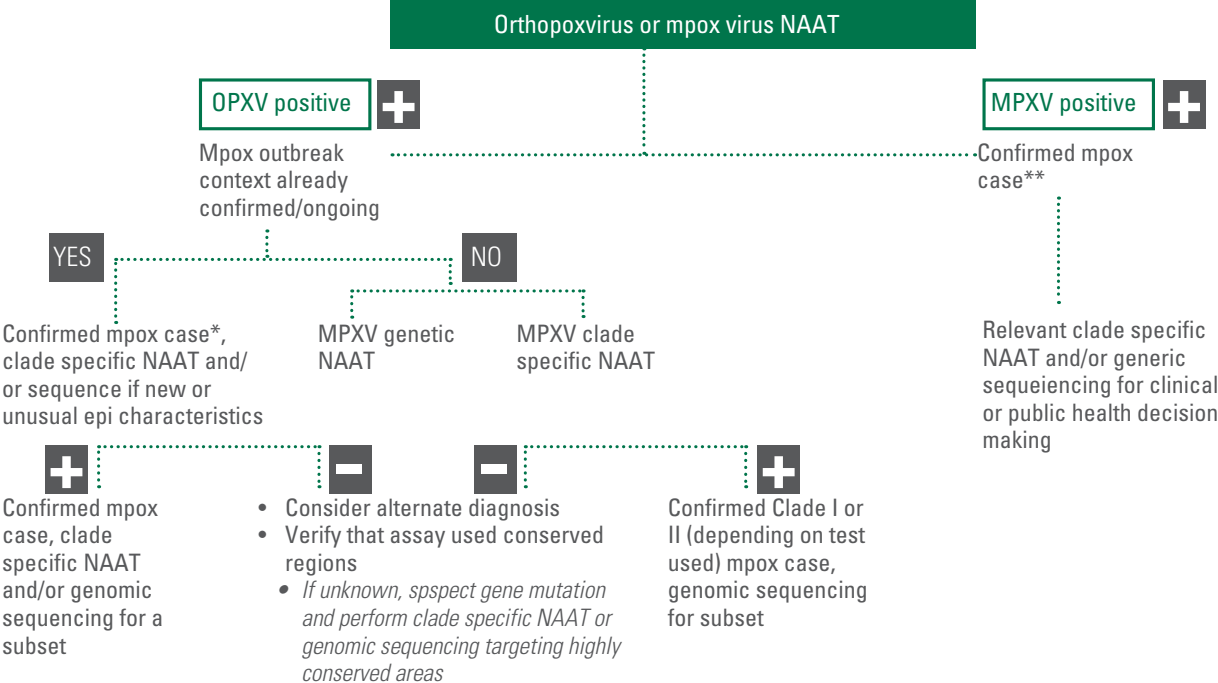 Orthopoxvirus or mpox virus NAAT
OPXV positive
Mpox outbreak
context already
confirmed/ongoing
MPXV positive
Confirmed mpox
case**
YES
NO
Confirmed mpox case*,
clade specific NAAT and/
or sequence if new or
unusual epi characteristics
MPXV genetic
NAAT
MPXV clade
specific NAAT
Relevant clade specific
NAAT and/or generic
sequeiencing for clinical
or public health decision
making
Confirmed mpox
case, clade
specific NAAT
and/or genomic
sequencing for a
subset
• Consider alternate diagnosis
• Verify that assay used conserved
regions
• If unknown, spspect gene mutation
and perform clade specific NAAT or
genomic sequencing targeting highly
conserved areas
Confirmed Clade I or
II (depending on test
used) mpox case,
genomic sequencing
for subset